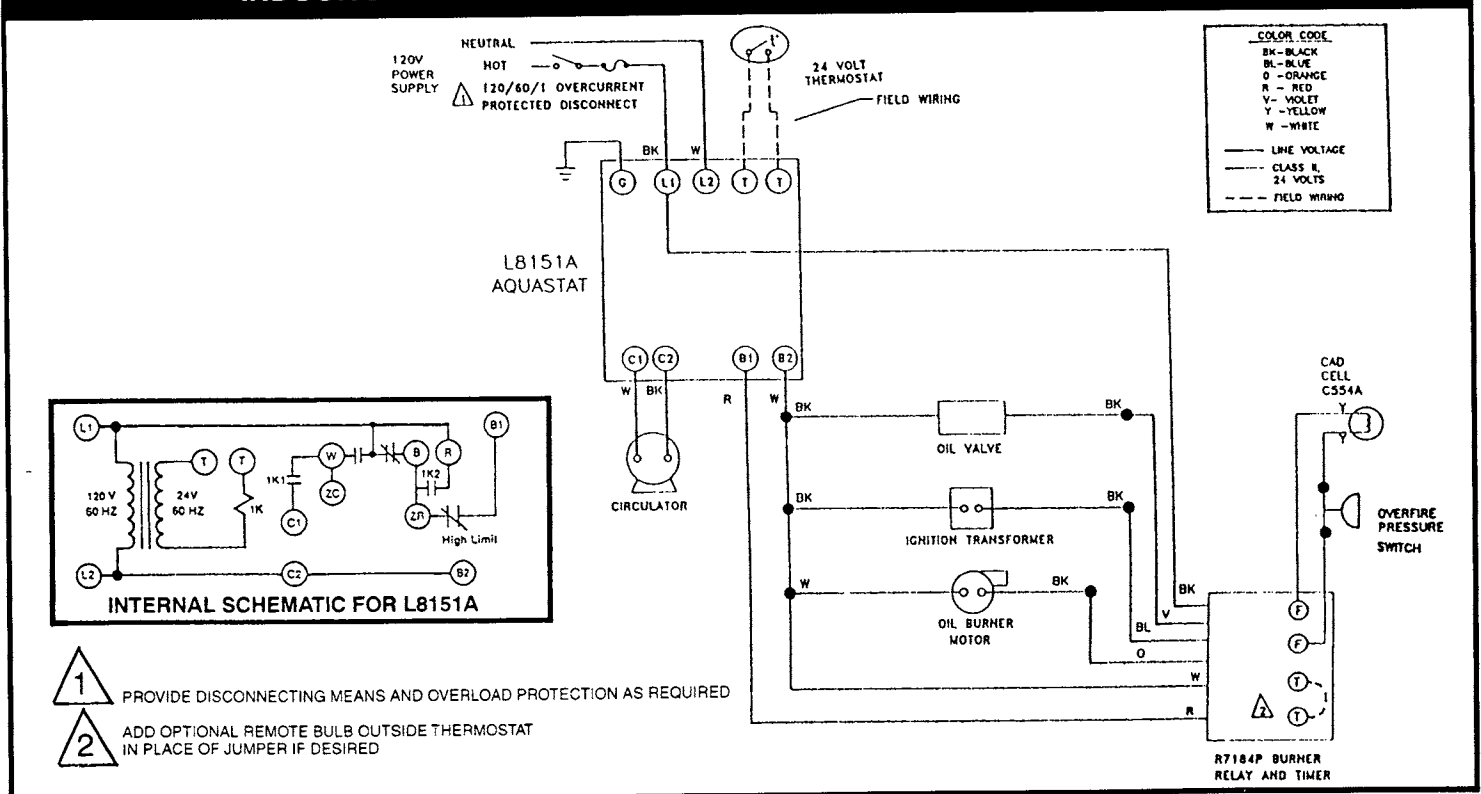 NEUTRAL
HOT
120V
POWER
SUPPLY
1
120/60/1 OVERCURRENT
PROTECTED DISCONNECT
24 VOLT
THERMOSTAT
FIELD WIRING
COLOR CODE
BK-BLACK
BL-BLUE
O -ORANGE
R - RED
V- VIOLET
Y -YELLOW
W -WHITE
LINE VOLTAGE
CLASS II,
24 VOLTS
FIELD WIRING
BK
W
G
L1
L2
T
T
L8151A
AQUASTAT
C1
C2
B1
B2
W
BK
R
W
CIRCULATOR
BK
BK
OIL VALVE
BK
BK
IGNITION TRANSFORMER
W
BK
OIL BURNER
MOTOR
CAD
CELL
C554A
Y
Y
OVERFIRE
PRESSURE
SWITCH
BK
V
BL
O
W
R
F
F
T
T
2
R7184P BURNER
RELAY AND TIMER
L1
T
T
W
B
R
B1
1K1
1K2
120 V
60 HZ
24V
60 HZ
1K
ZC
C1
ZR
High Limit
L2
C2
B2
INTERNAL SCHEMATIC FOR L8151A
1
PROVIDE DISCONNECTING MEANS AND OVERLOAD PROTECTION AS REQUIRED
2
ADD OPTIONAL REMOTE BULB OUTSIDE THERMOSTAT
IN PLACE OF JUMPER IF DESIRED